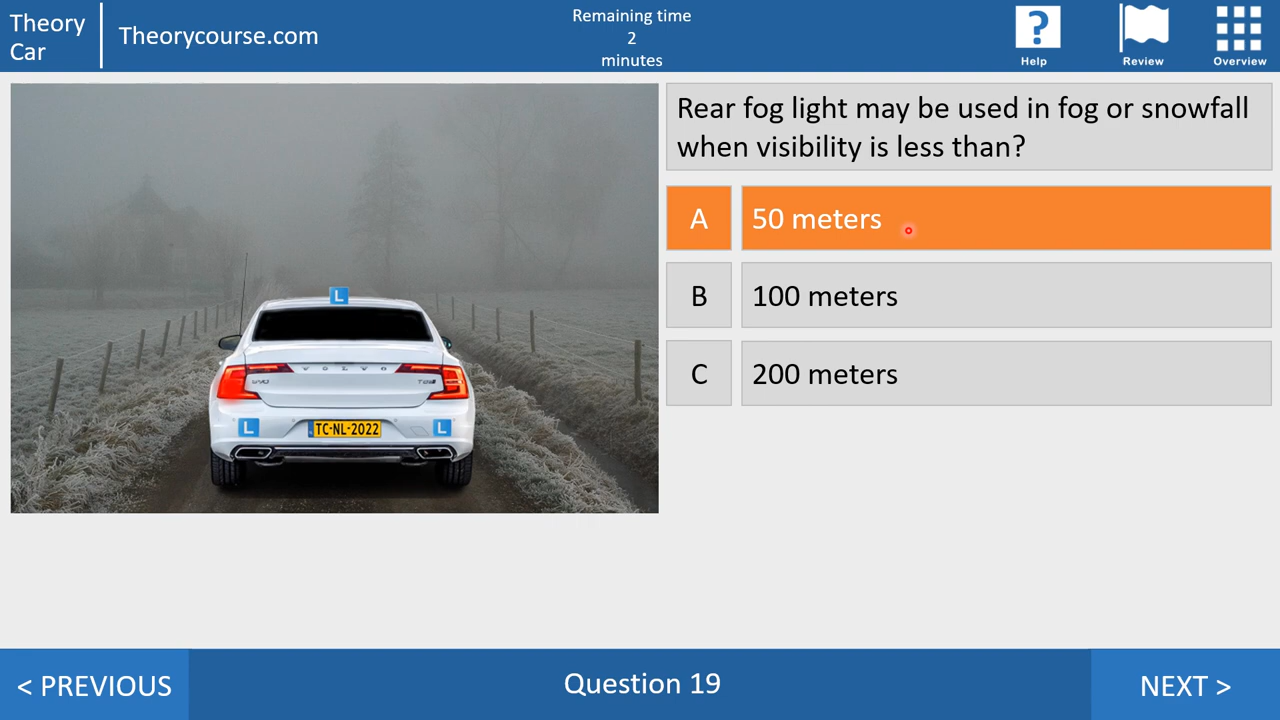 Theory
Car
Theorycourse.com
Remaining time
2
minutes
?
Help
Review
Overview
Rear fog light may be used in fog or snowfall
when visibility is less than?
A
50 meters
B
100 meters
C
200 meters
L
VOLVO
L
TC-NL-2022
L
< PREVIOUS
Question 19
NEXT >